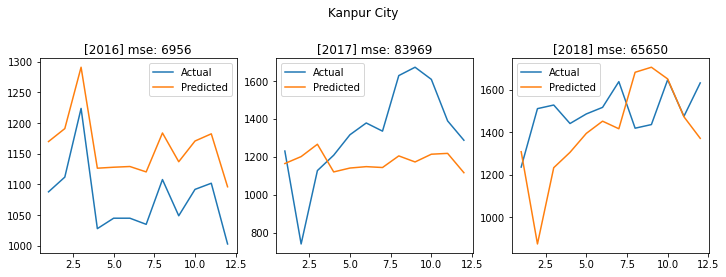 Kanpur City
[2016] mse: 6956
[2017] mse: 83969
[2018] mse: 65650
Actual
Predicted
Actual
Predicted
Actual
Predicted
1300
1250
1200
1150
1100
1050
1000
1600
1400
1200
1000
800
1600
1400
1200
1000
2.5 5.0 7.5 10.0 12.5
2.5 5.0 7.5 10.0 12.5
2.5 5.0 7.5 10.0 12.5